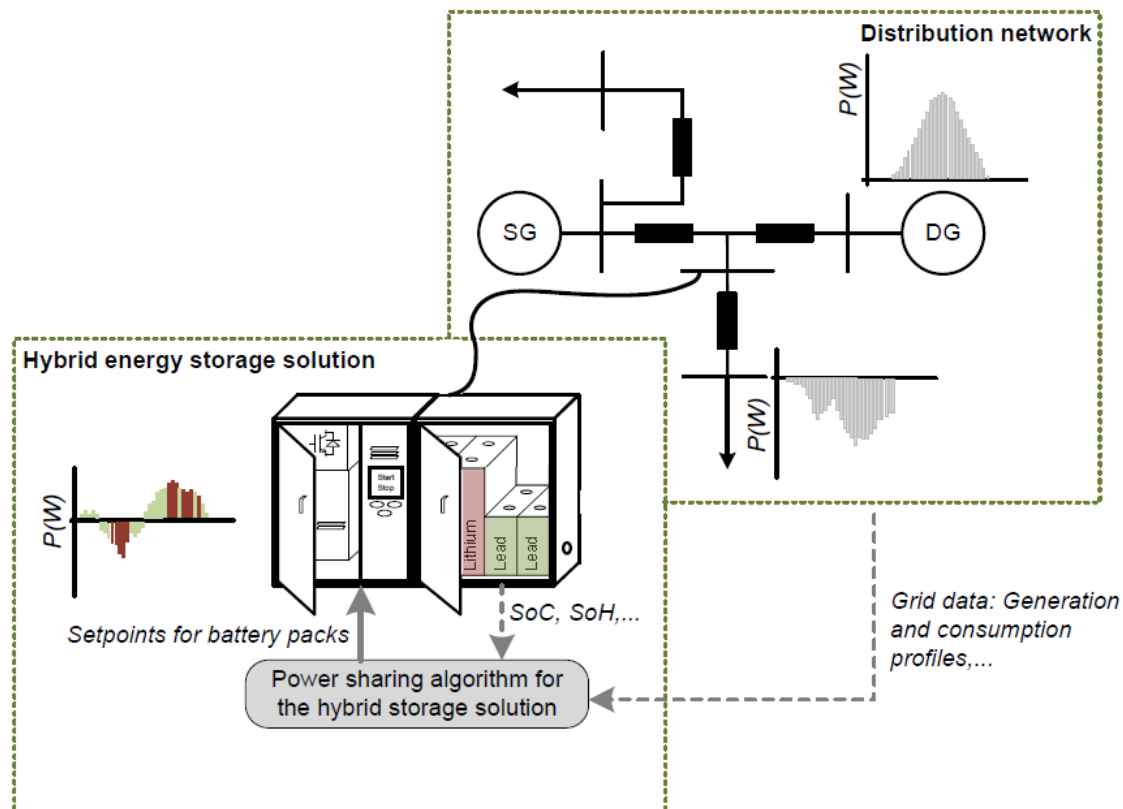 Distribution network
P(W)
SG
DG
P(W)
Hybrid energy storage solution
P(W)
Start
Stop
Lithium
Lead
Lead
Setpoints for battery packs
SoC, SoH,...
Grid data: Generation
and consumption
profiles,...
Power sharing algorithm for
the hybrid storage solution